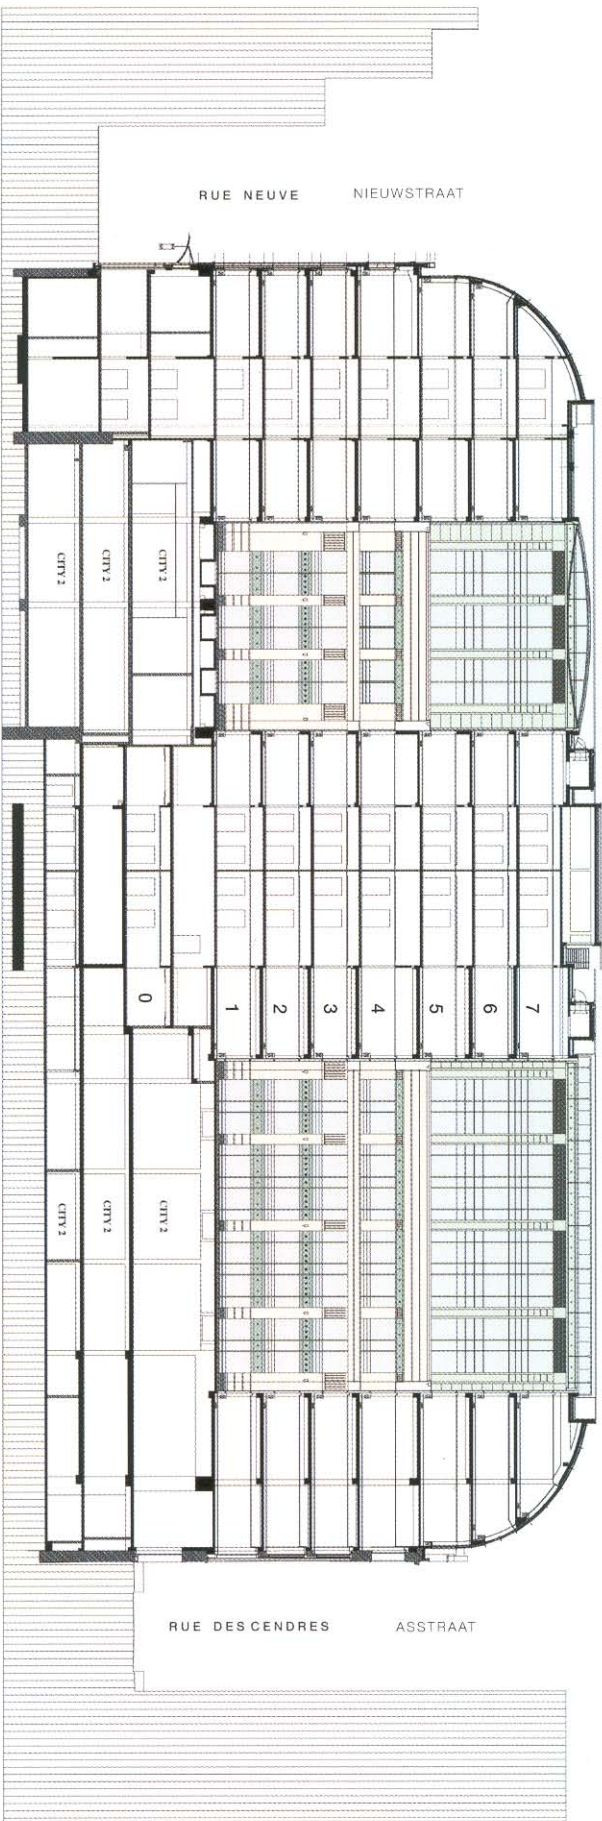 RUE NEUVE NIEUWSTRAAT
CITY 2
CITY 2
CITY 2
0
1
2
3
4
5
6
7
CITY 2
CITY 2
CITY 2
RUE DES CENDRES ASSTRAAT